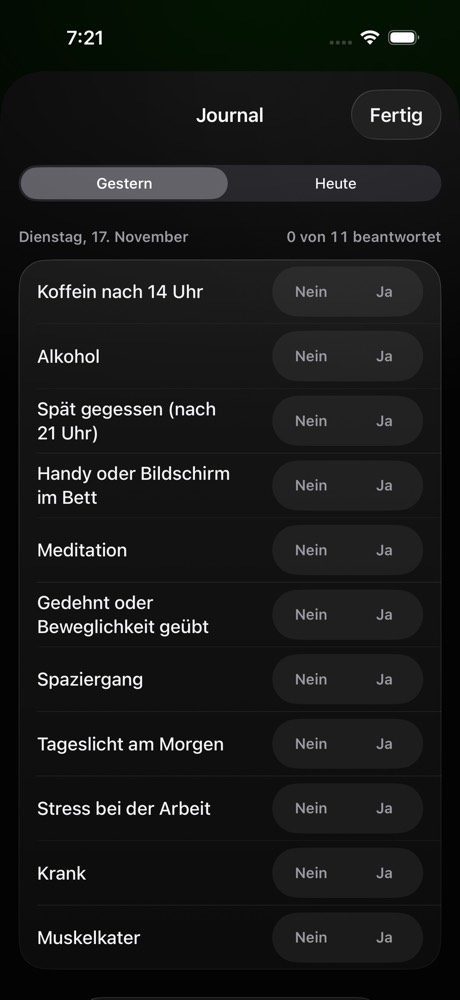 7:21
Journal
Fertig
Gestern
Heute
Dienstag, 17. November
0 von 11 beantwortet
Koffein nach 14 Uhr
Nein
Ja
Alkohol
Nein
Ja
Spät gegessen (nach
21 Uhr)
Nein
Ja
Handy oder Bildschirm
im Bett
Nein
Ja
Meditation
Nein
Ja
Gedehnt oder
Beweglichkeit geübt
Nein
Ja
Spaziergang
Nein
Ja
Tageslicht am Morgen
Nein
Ja
Stress bei der Arbeit
Nein
Ja
Krank
Nein
Ja
Muskelkater
Nein
Ja